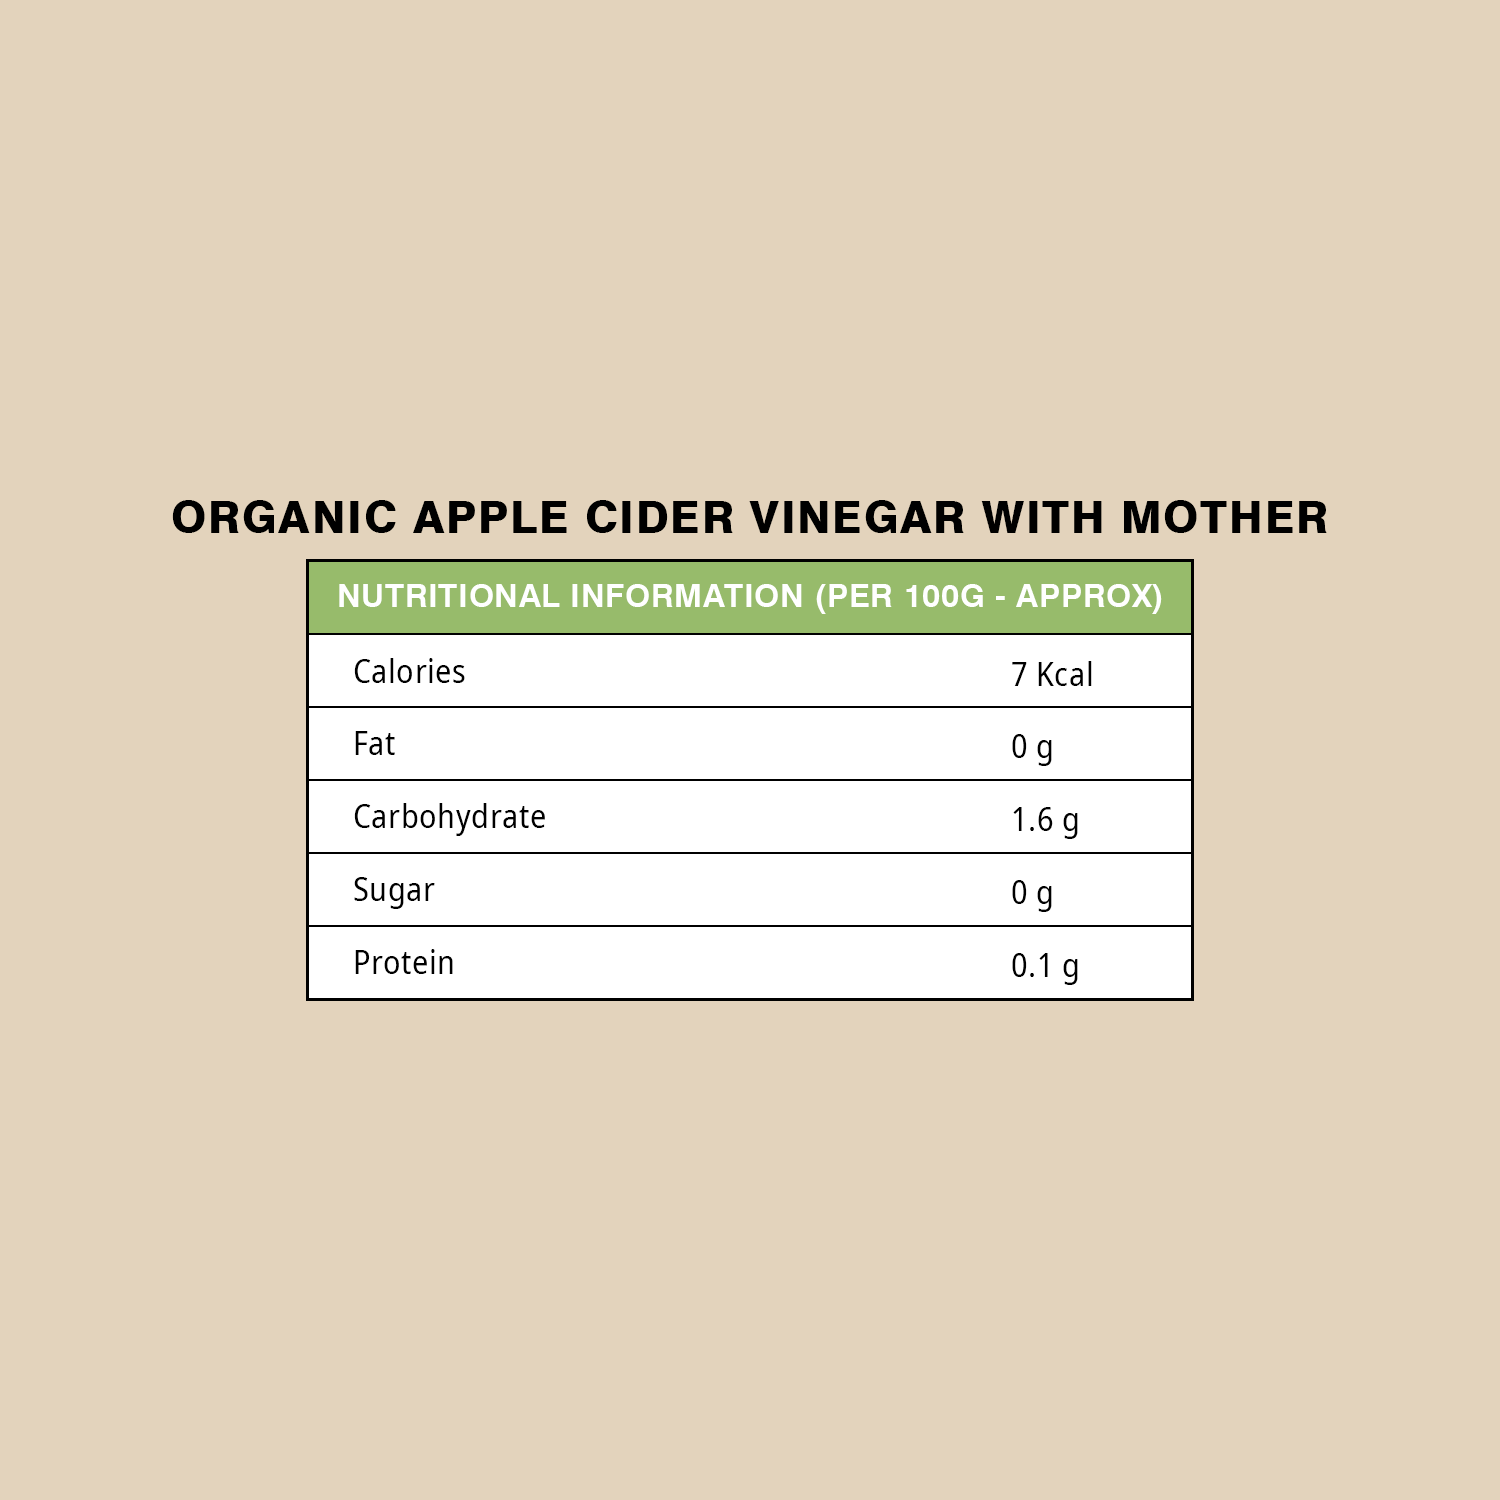 ORGANIC APPLE CIDER VINEGAR WITH MOTHER
NUTRITIONAL INFORMATION (PER 100G - APPROX)
Calories 7 Kcal
Fat 0 g
Carbohydrate 1.6 g
Sugar 0 g
Protein 0.1 g